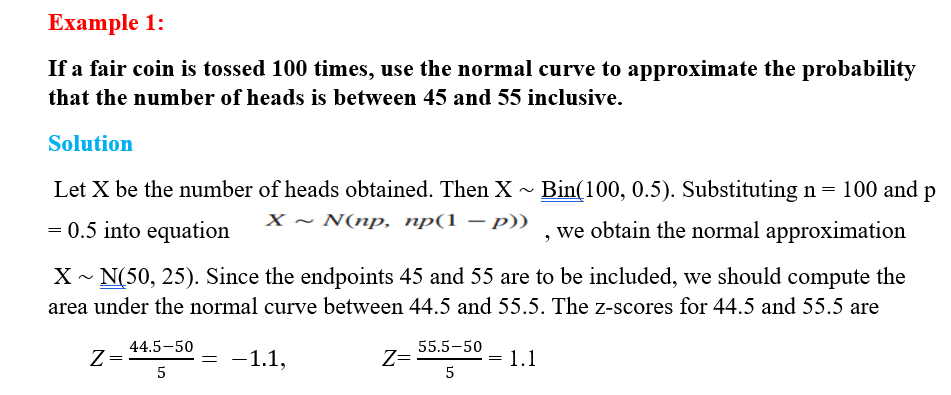 Example 1:
If a fair coin is tossed 100 times, use the normal curve to approximate the probability
that the number of heads is between 45 and 55 inclusive.
Solution
Let X be the number of heads obtained. Then X ~ Bin(100, 0.5). Substituting n = 100 and p
= 0.5 into equation X ~ N(np, np(1 − p)) , we obtain the normal approximation
X ~ N(50, 25). Since the endpoints 45 and 55 are to be included, we should compute the
area under the normal curve between 44.5 and 55.5. The z-scores for 44.5 and 55.5 are
Z = (44.5−50)/5 = −1.1, Z= (55.5−50)/5 = 1.1